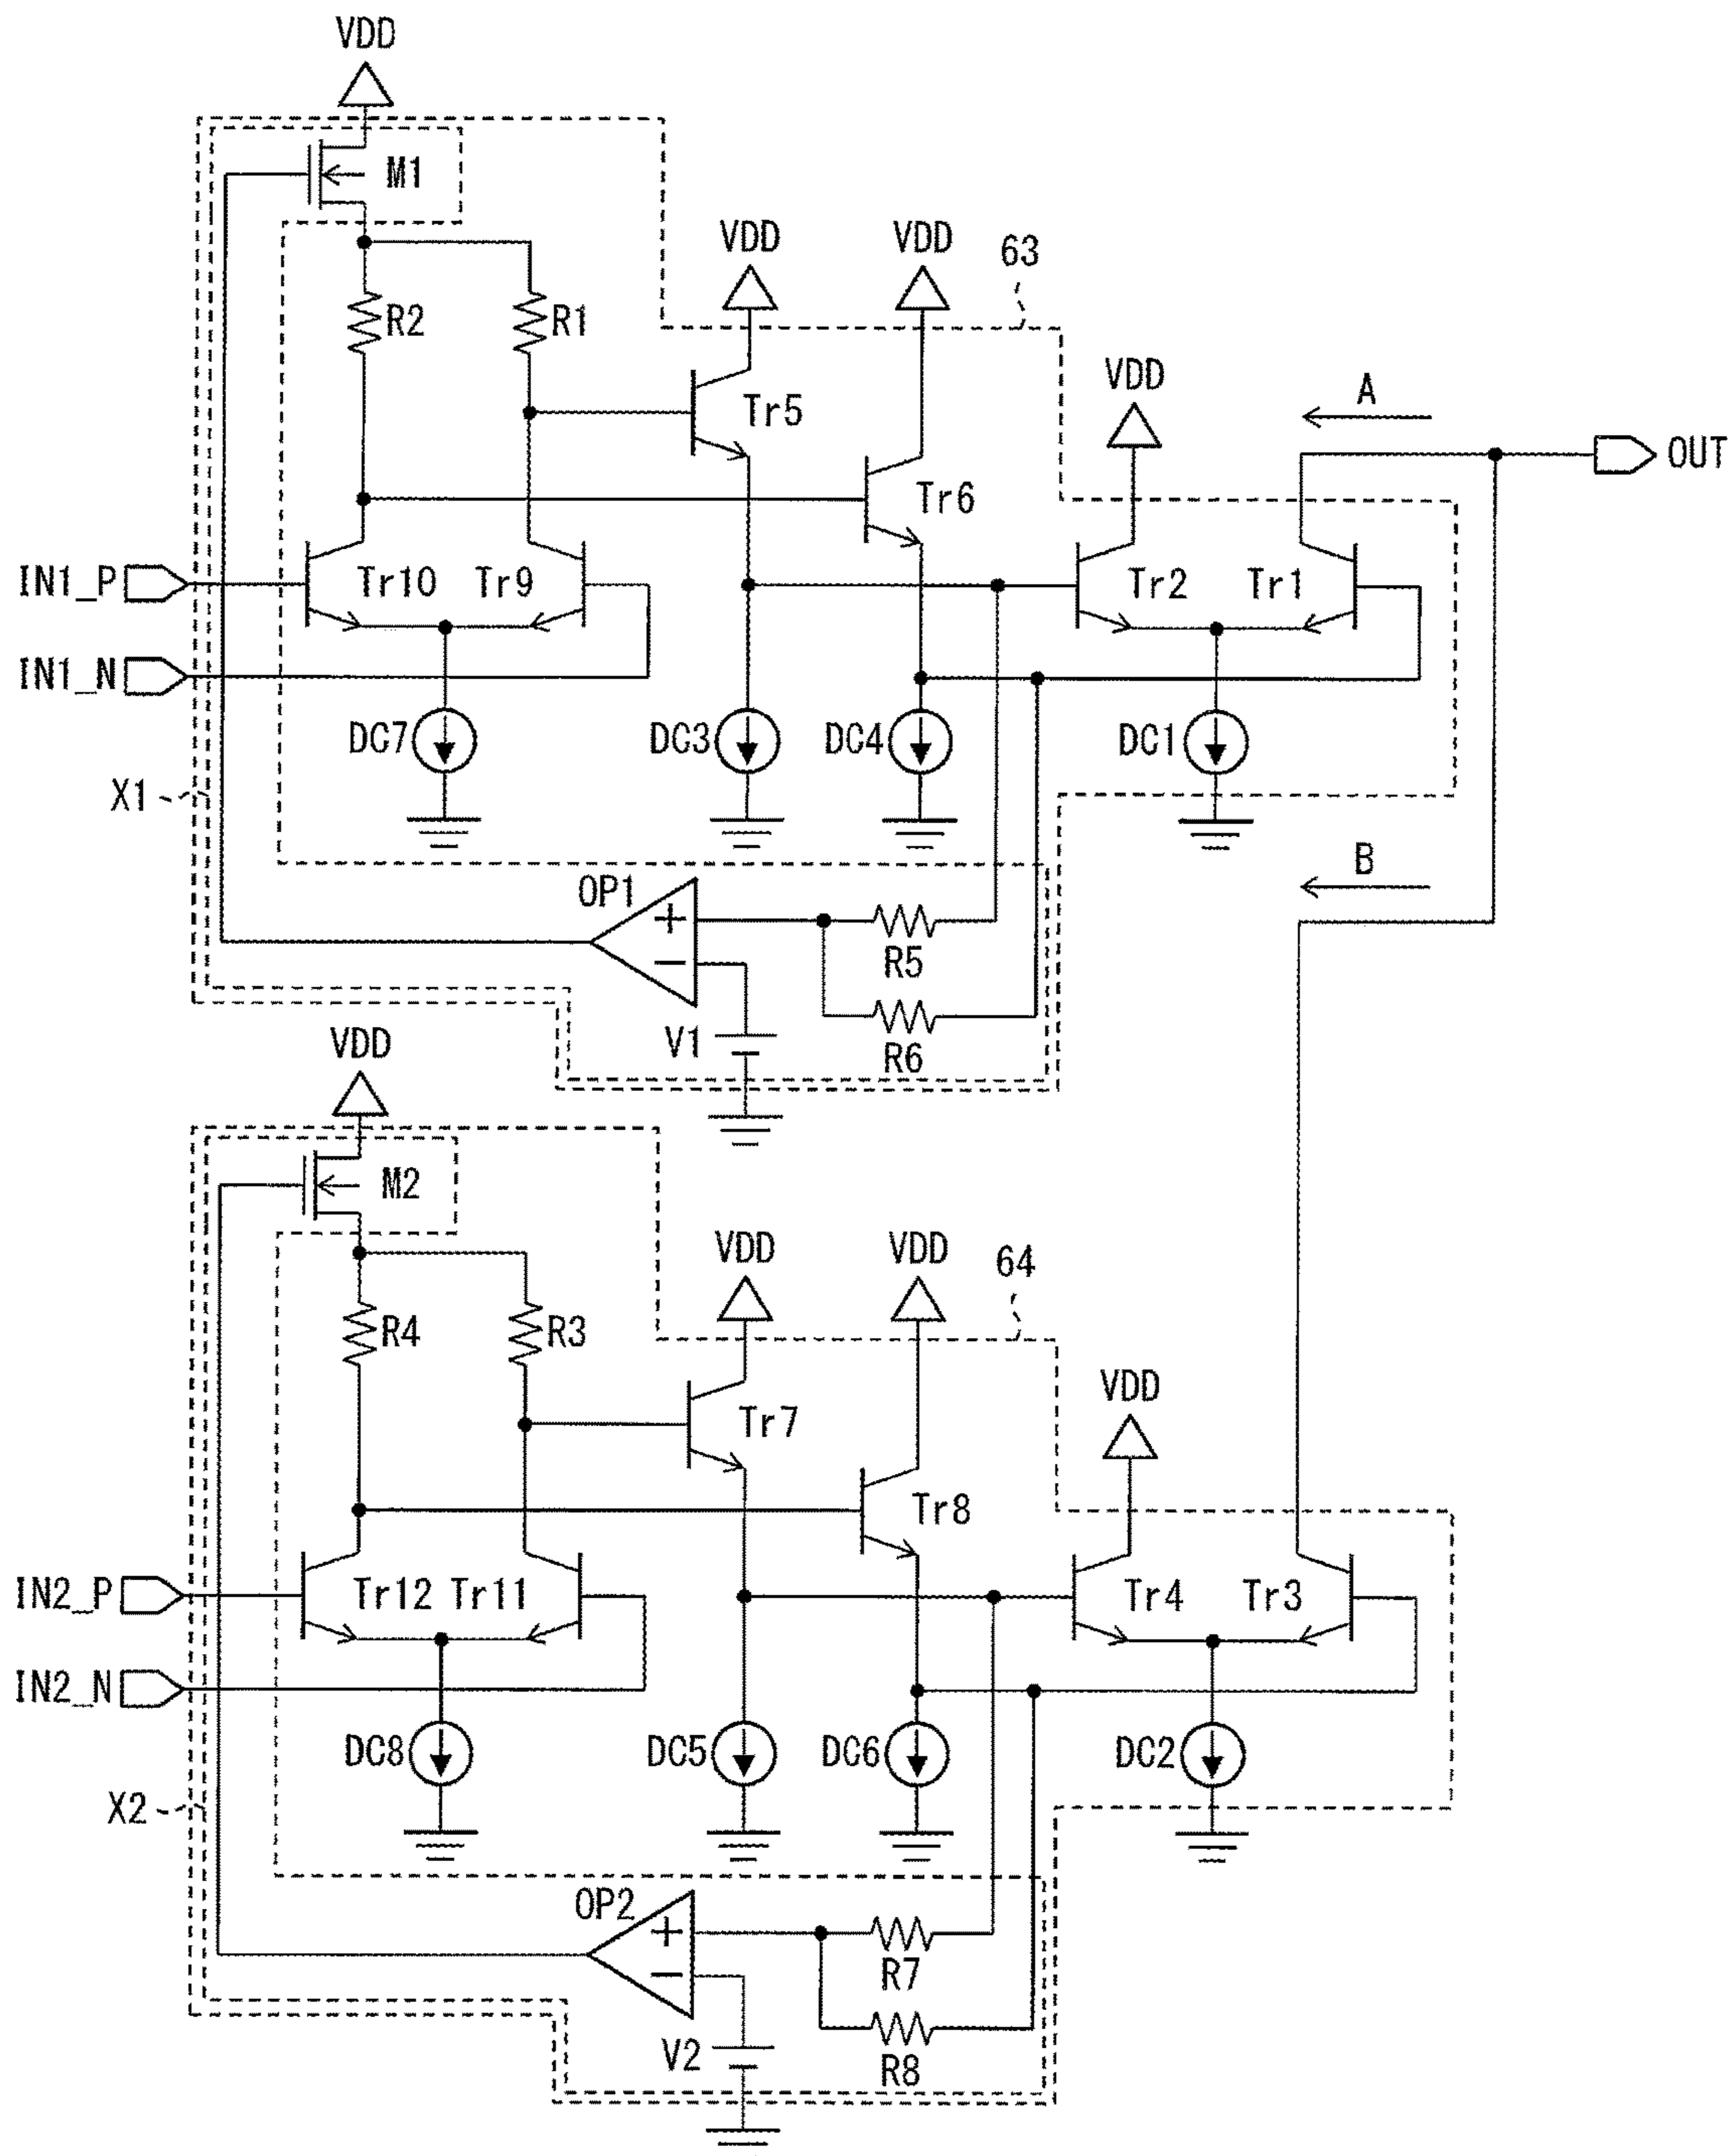 VDD
M1
VDD
VDD
63
R2
R1
VDD
A
Tr5
OUT
Tr6
IN1_P
Tr10
Tr9
Tr2
Tr1
IN1_N
DC7
DC3
DC4
DC1
X1
B
OP1
+
−
R5
V1
R6
VDD
M2
VDD
VDD
64
R4
R3
VDD
Tr7
Tr8
IN2_P
Tr12
Tr11
Tr4
Tr3
IN2_N
DC8
DC5
DC6
DC2
X2
OP2
+
−
R7
V2
R8